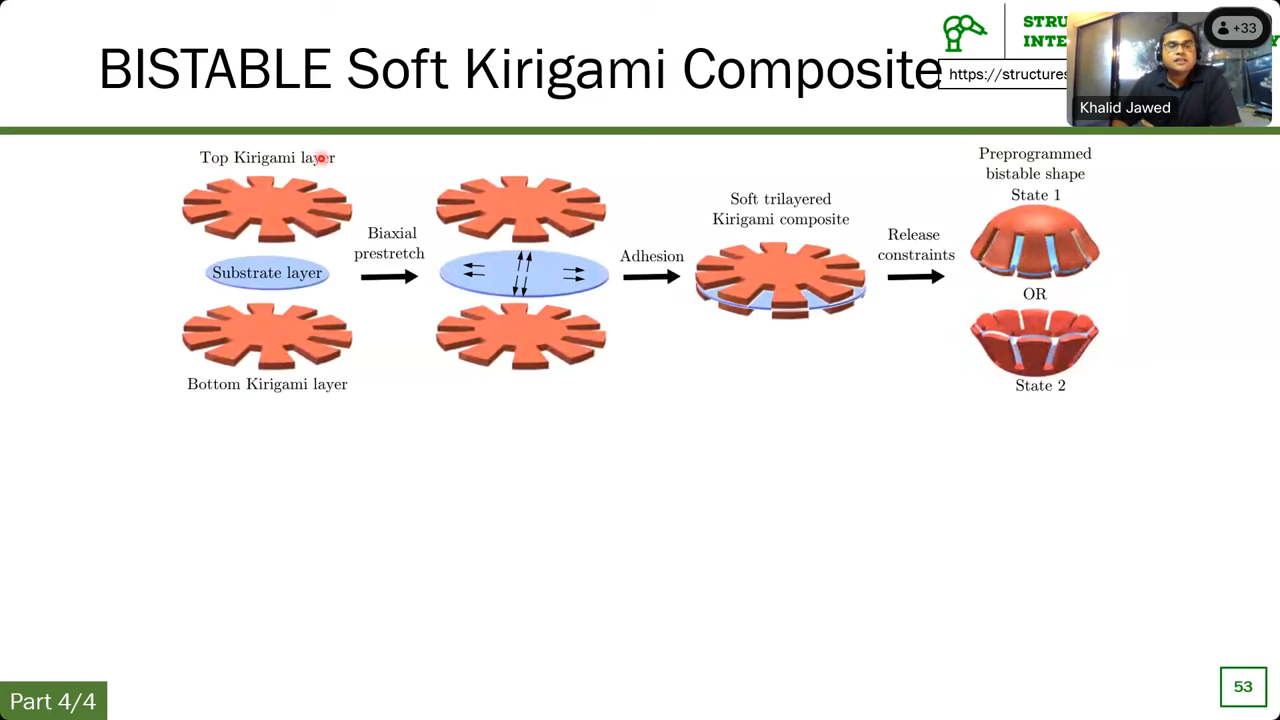 BISTABLE Soft Kirigami Composite
STRU
INTE
https://structures
+33
Khalid Jawed
Top Kirigami layer
Substrate layer
Bottom Kirigami layer
Biaxial
prestretch
Adhesion
Soft trilayered
Kirigami composite
Release
constraints
Preprogrammed
bistable shape
State 1
OR
State 2
Part 4/4
53